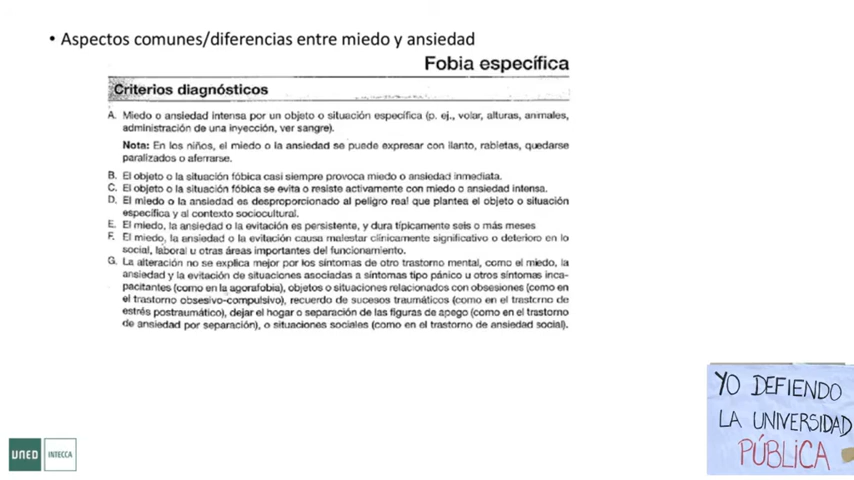 • Aspectos comunes/diferencias entre miedo y ansiedad
Fobia específica
Criterios diagnósticos
A. Miedo o ansiedad intensa por un objeto o situación específica (p. ej., volar, alturas, animales,
administración de una inyección, ver sangre).
Nota: En los niños, el miedo o la ansiedad se puede expresar con llanto, rabietas, quedarse
paralizados o aferrarse.
B. El objeto o la situación fóbica casi siempre provoca miedo o ansiedad inmediata.
C. El objeto o la situación fóbica se evita o resiste activamente con miedo o ansiedad intensa.
D. El miedo o la ansiedad es desproporcionado al peligro real que plantea el objeto o situación
específica y al contexto sociocultural.
E. El miedo, la ansiedad o la evitación es persistente, y dura típicamente seis o más meses
F. El miedo, la ansiedad o la evitación causa malestar clínicamente significativo o deterioro en lo
social, laboral u otras áreas importantes del funcionamiento.
G. La alteración no se explica mejor por los síntomas de otro trastorno mental, como el miedo, la
ansiedad y la evitación de situaciones asociadas a síntomas tipo pánico u otros síntomas inca-
pacitantes (como en la agorafobia), objetos o situaciones relacionados con obsesiones (como en
el trastorno obsesivo-compulsivo), recuerdo de sucesos traumáticos (como en el trastorno de
estrés postraumático), dejar el hogar o separación de las figuras de apego (como en el trastorno
de ansiedad por separación), o situaciones sociales (como en el trastorno de ansiedad social).
YO DEFIENDO
LA UNIVERSIDAD
PÚBLICA
UNED INTECCA